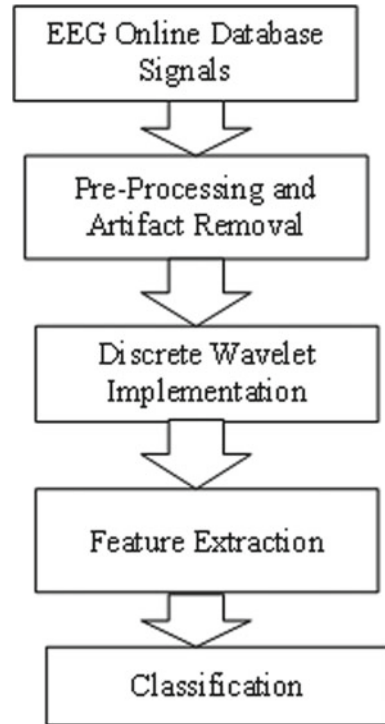 EEG Online Database
Signals
Pre-Processing and
Artifact Removal
Discrete Wavelet
Implementation
Feature Extraction
Classification